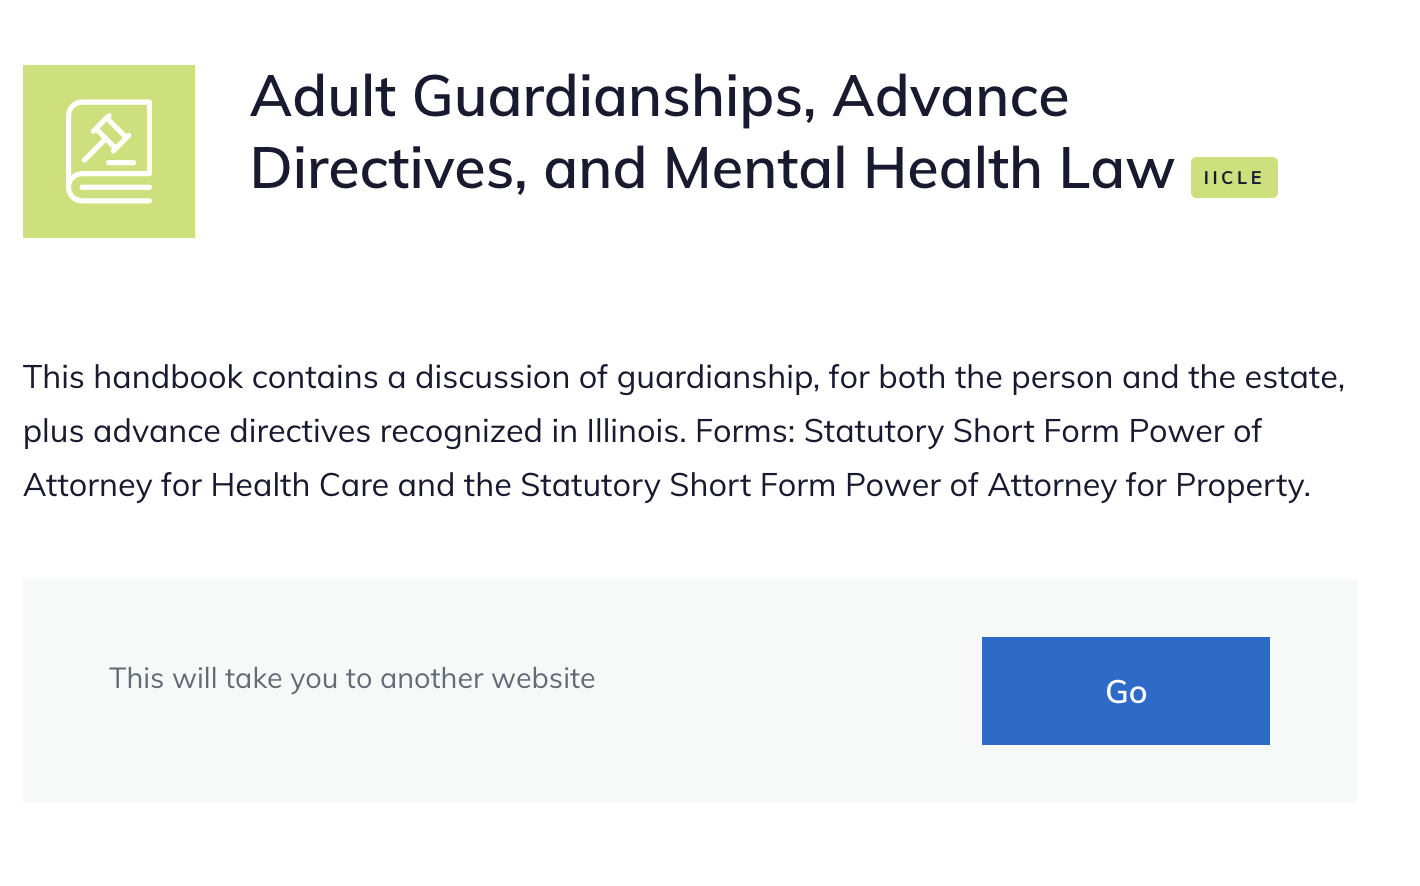 Adult Guardianships, Advance
Directives, and Mental Health Law IICLE
This handbook contains a discussion of guardianship, for both the person and the estate,
plus advance directives recognized in Illinois. Forms: Statutory Short Form Power of
Attorney for Health Care and the Statutory Short Form Power of Attorney for Property.
This will take you to another website
Go